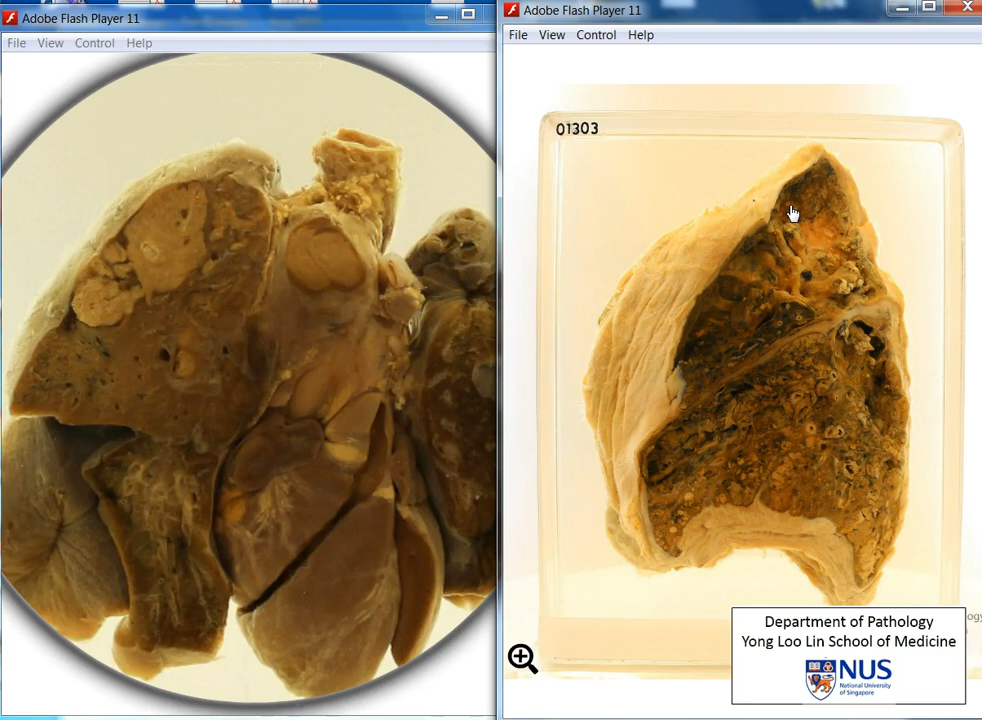 Adobe Flash Player 11
File View Control Help
Adobe Flash Player 11
File View Control Help
01303
Department of Pathology
Yong Loo Lin School of Medicine
NUS
National University
of Singapore